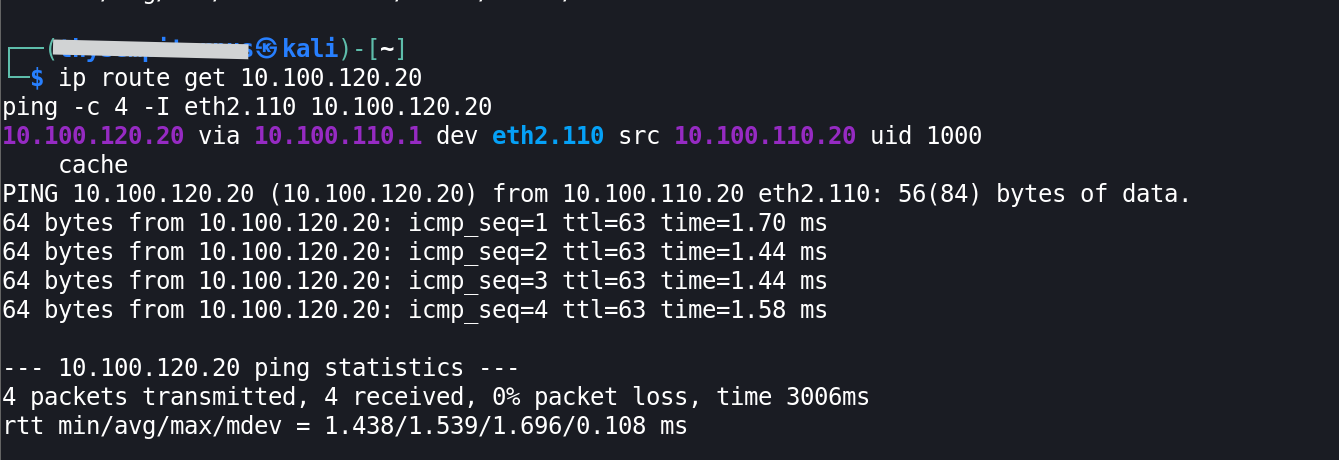 ┌──(㉿kali)-[~]
└─$ ip route get 10.100.120.20
ping -c 4 -I eth2.110 10.100.120.20
10.100.120.20 via 10.100.110.1 dev eth2.110 src 10.100.110.20 uid 1000
    cache
PING 10.100.120.20 (10.100.120.20) from 10.100.110.20 eth2.110: 56(84) bytes of data.
64 bytes from 10.100.120.20: icmp_seq=1 ttl=63 time=1.70 ms
64 bytes from 10.100.120.20: icmp_seq=2 ttl=63 time=1.44 ms
64 bytes from 10.100.120.20: icmp_seq=3 ttl=63 time=1.44 ms
64 bytes from 10.100.120.20: icmp_seq=4 ttl=63 time=1.58 ms
--- 10.100.120.20 ping statistics ---
4 packets transmitted, 4 received, 0% packet loss, time 3006ms
rtt min/avg/max/mdev = 1.438/1.539/1.696/0.108 ms